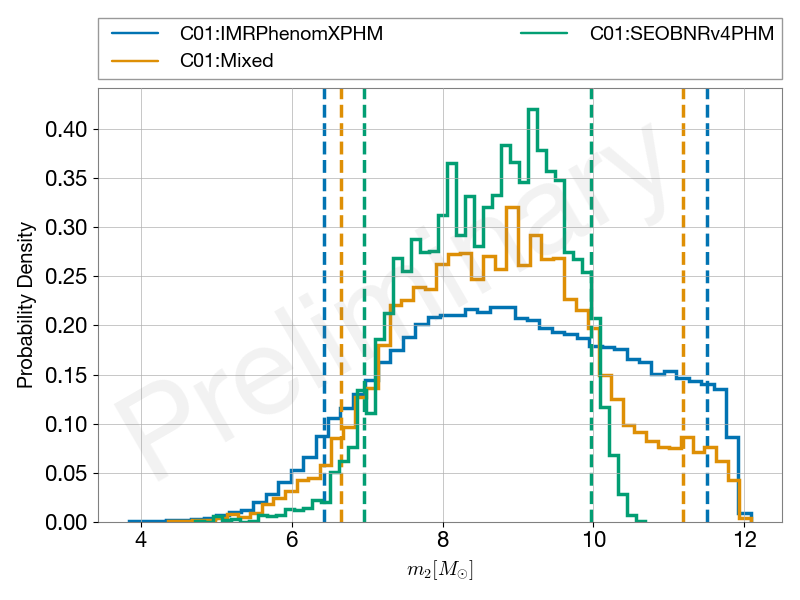 C01:IMRPhenomXPHM
C01:Mixed
C01:SEOBNRv4PHM
Preliminary
Probability Density
0.40
0.35
0.30
0.25
0.20
0.15
0.10
0.05
0.00
4 6 8 10 12
m₂[M☉]